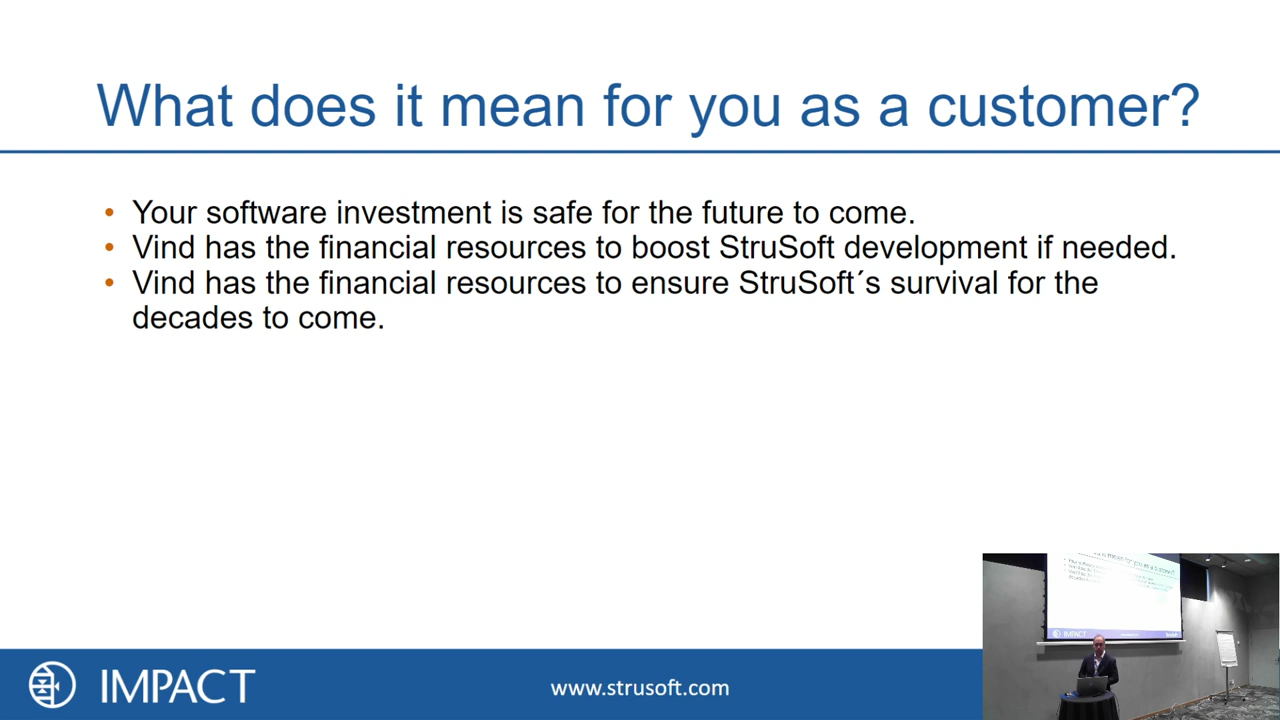 What does it mean for you as a customer?
• Your software investment is safe for the future to come.
• Vind has the financial resources to boost StruSoft development if needed.
• Vind has the financial resources to ensure StruSoft´s survival for the
decades to come.
IMPACT
www.strusoft.com
IMPACT